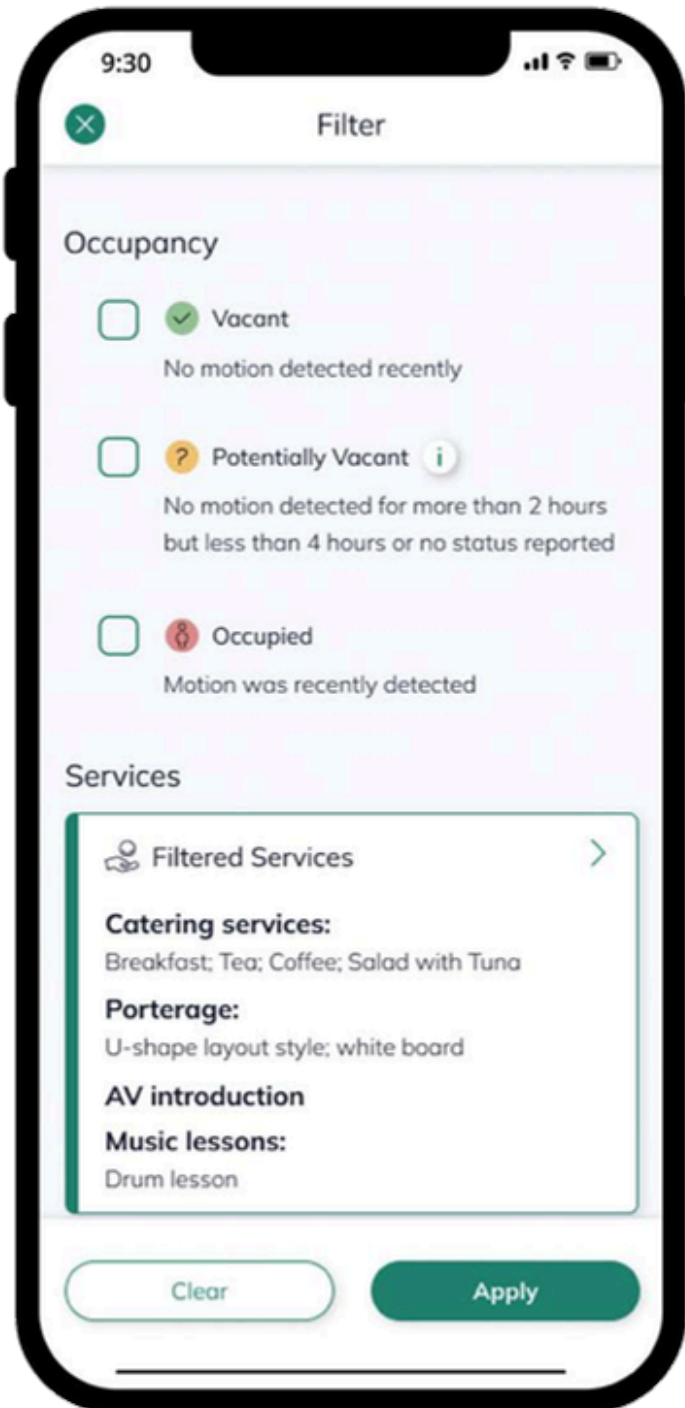 9:30
Filter
Occupancy
Vacant
No motion detected recently
? Potentially Vacant i
No motion detected for more than 2 hours
but less than 4 hours or no status reported
Occupied
Motion was recently detected
Services
Filtered Services
Catering services:
Breakfast; Tea; Coffee; Salad with Tuna
Porterage:
U-shape layout style; white board
AV introduction
Music lessons:
Drum lesson
Clear Apply